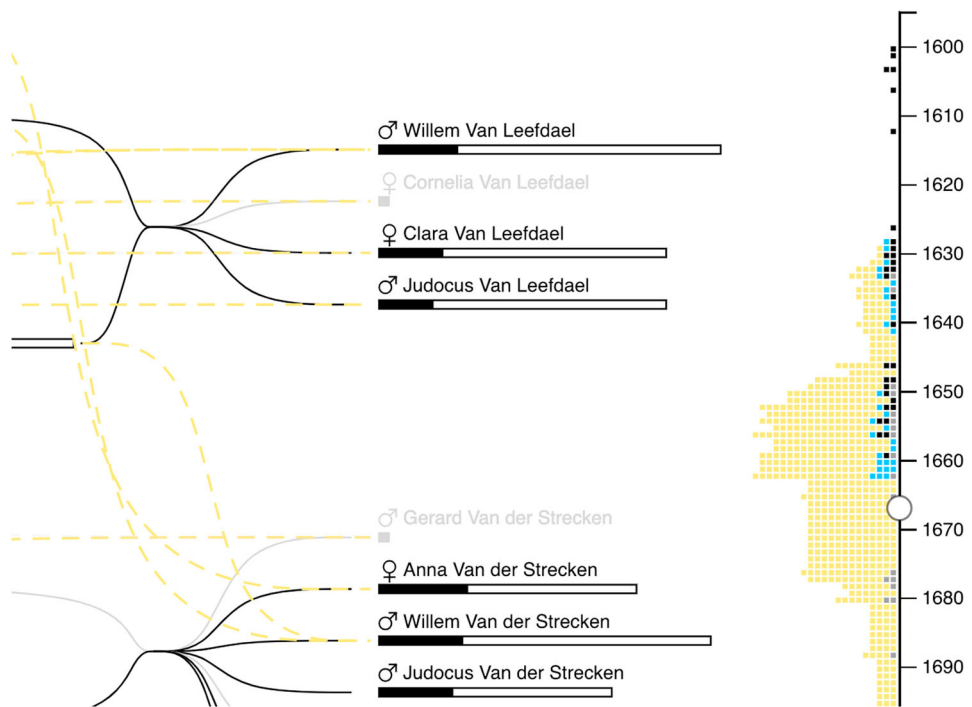 ♂ Willem Van Leefdael
♀ Cornelia Van Leefdael
♀ Clara Van Leefdael
♂ Judocus Van Leefdael
♂ Gerard Van der Strecken
♀ Anna Van der Strecken
♂ Willem Van der Strecken
♂ Judocus Van der Strecken
1600
1610
1620
1630
1640
1650
1660
1670
1680
1690